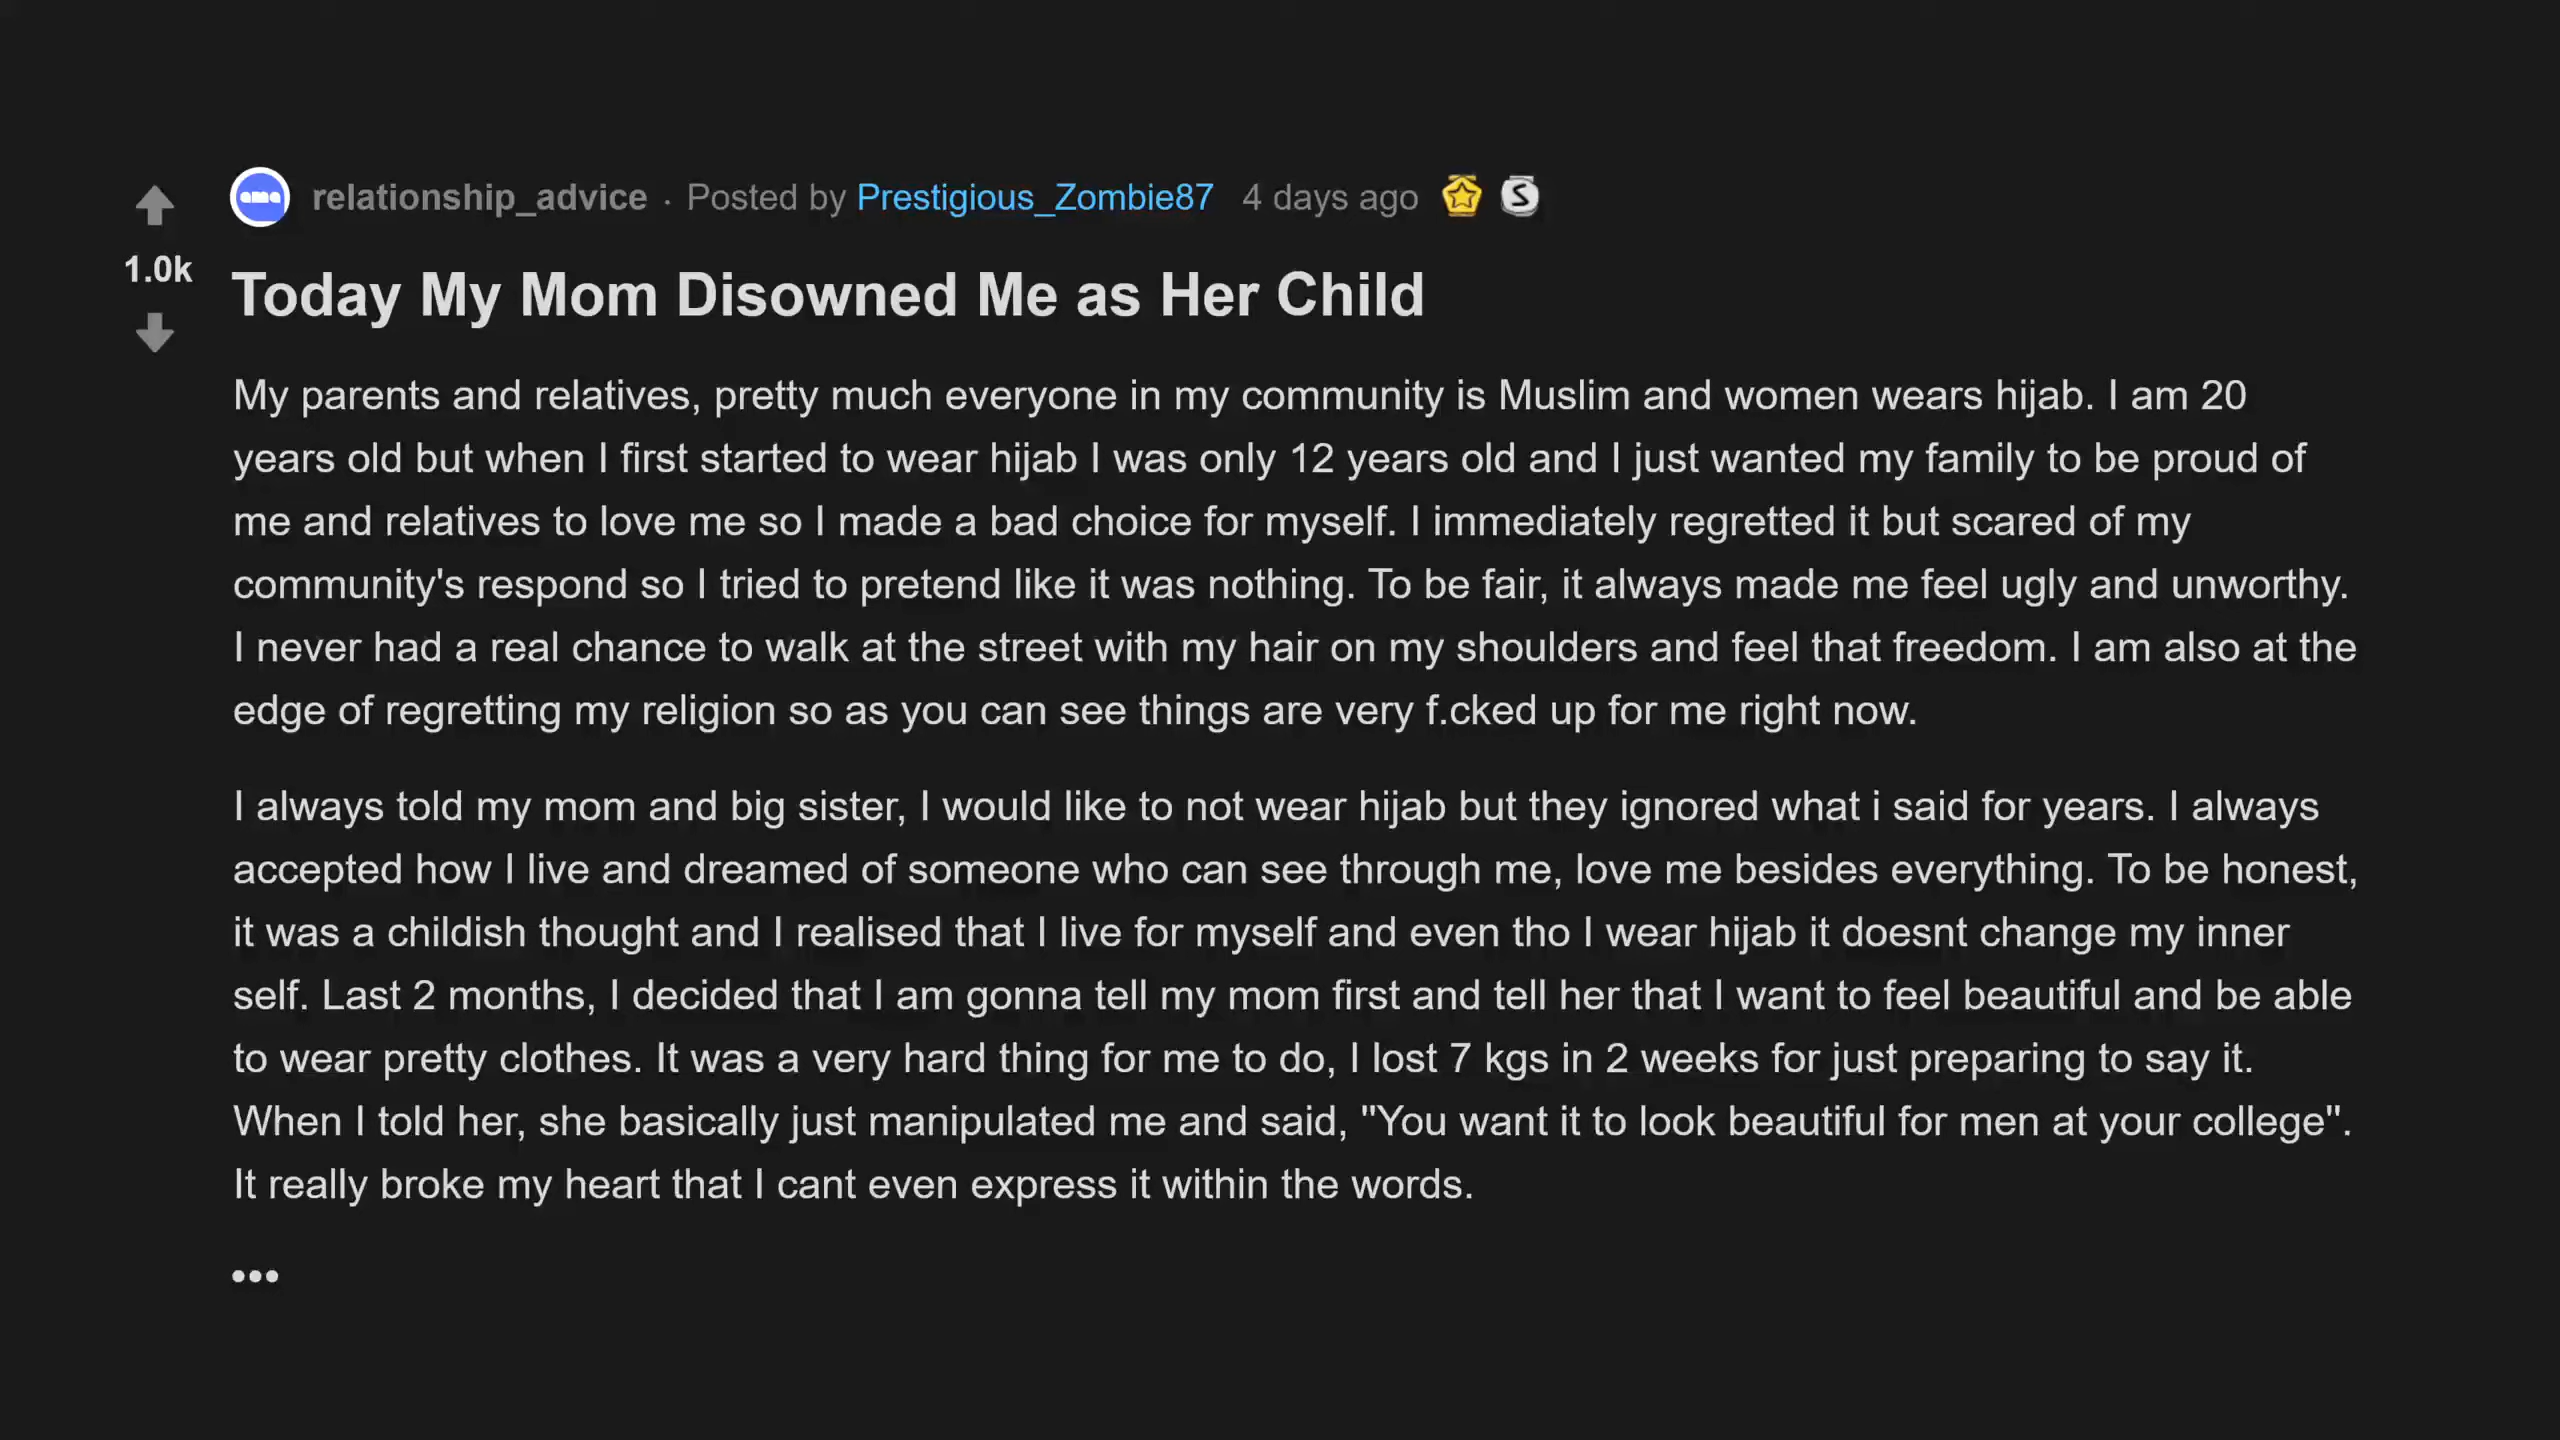 relationship_advice · Posted by Prestigious_Zombie87 4 days ago
1.0k
Today My Mom Disowned Me as Her Child
My parents and relatives, pretty much everyone in my community is Muslim and women wears hijab. I am 20
years old but when I first started to wear hijab I was only 12 years old and I just wanted my family to be proud of
me and relatives to love me so I made a bad choice for myself. I immediately regretted it but scared of my
community's respond so I tried to pretend like it was nothing. To be fair, it always made me feel ugly and unworthy.
I never had a real chance to walk at the street with my hair on my shoulders and feel that freedom. I am also at the
edge of regretting my religion so as you can see things are very f.cked up for me right now.
I always told my mom and big sister, I would like to not wear hijab but they ignored what i said for years. I always
accepted how I live and dreamed of someone who can see through me, love me besides everything. To be honest,
it was a childish thought and I realised that I live for myself and even tho I wear hijab it doesnt change my inner
self. Last 2 months, I decided that I am gonna tell my mom first and tell her that I want to feel beautiful and be able
to wear pretty clothes. It was a very hard thing for me to do, I lost 7 kgs in 2 weeks for just preparing to say it.
When I told her, she basically just manipulated me and said, "You want it to look beautiful for men at your college".
It really broke my heart that I cant even express it within the words.
•••